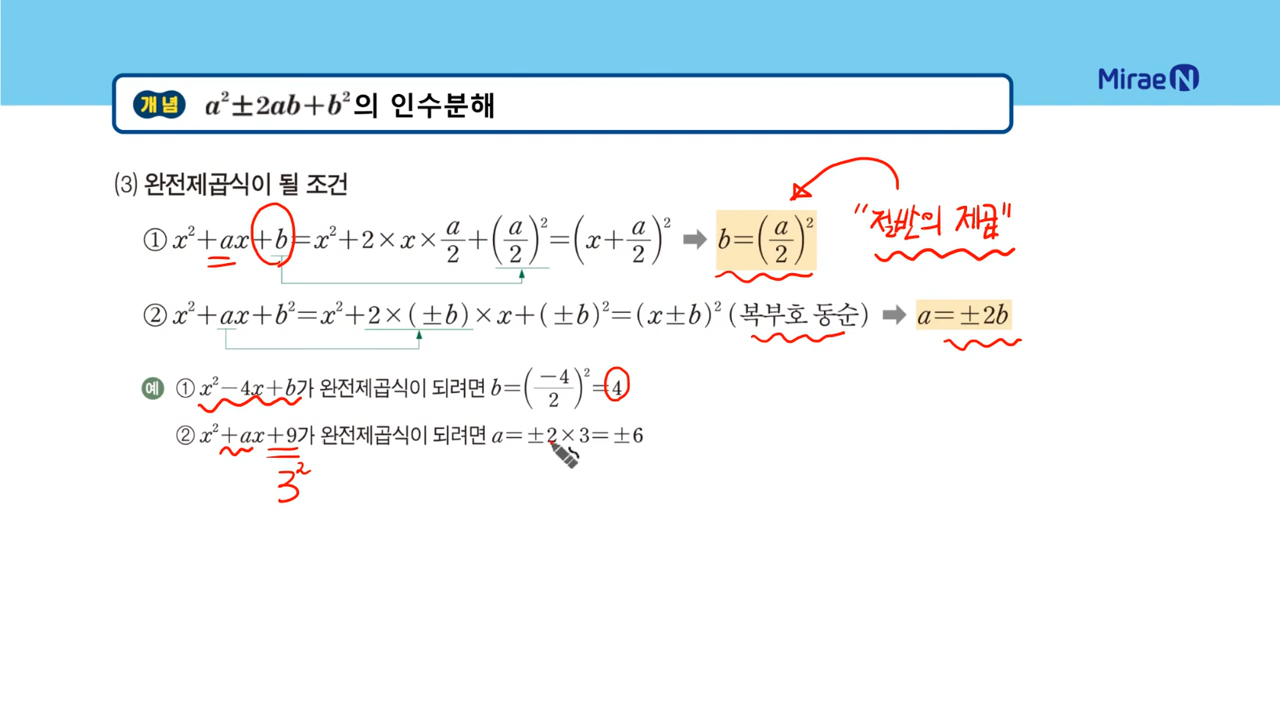 Mirae N
개념 a²±2ab+b²의 인수분해
(3) 완전제곱식이 될 조건
"절반의 제곱"
① x²+ax+b=x²+2×x×a/2+(a/2)²=(x+a/2)² ➡ b=(a/2)²
② x²+ax+b²=x²+2×(±b)×x+(±b)²=(x±b)² (복부호 동순) ➡ a=±2b
예 ① x²-4x+b가 완전제곱식이 되려면 b=(-4/2)²=4
② x²+ax+9가 완전제곱식이 되려면 a=±2×3=±6
3²